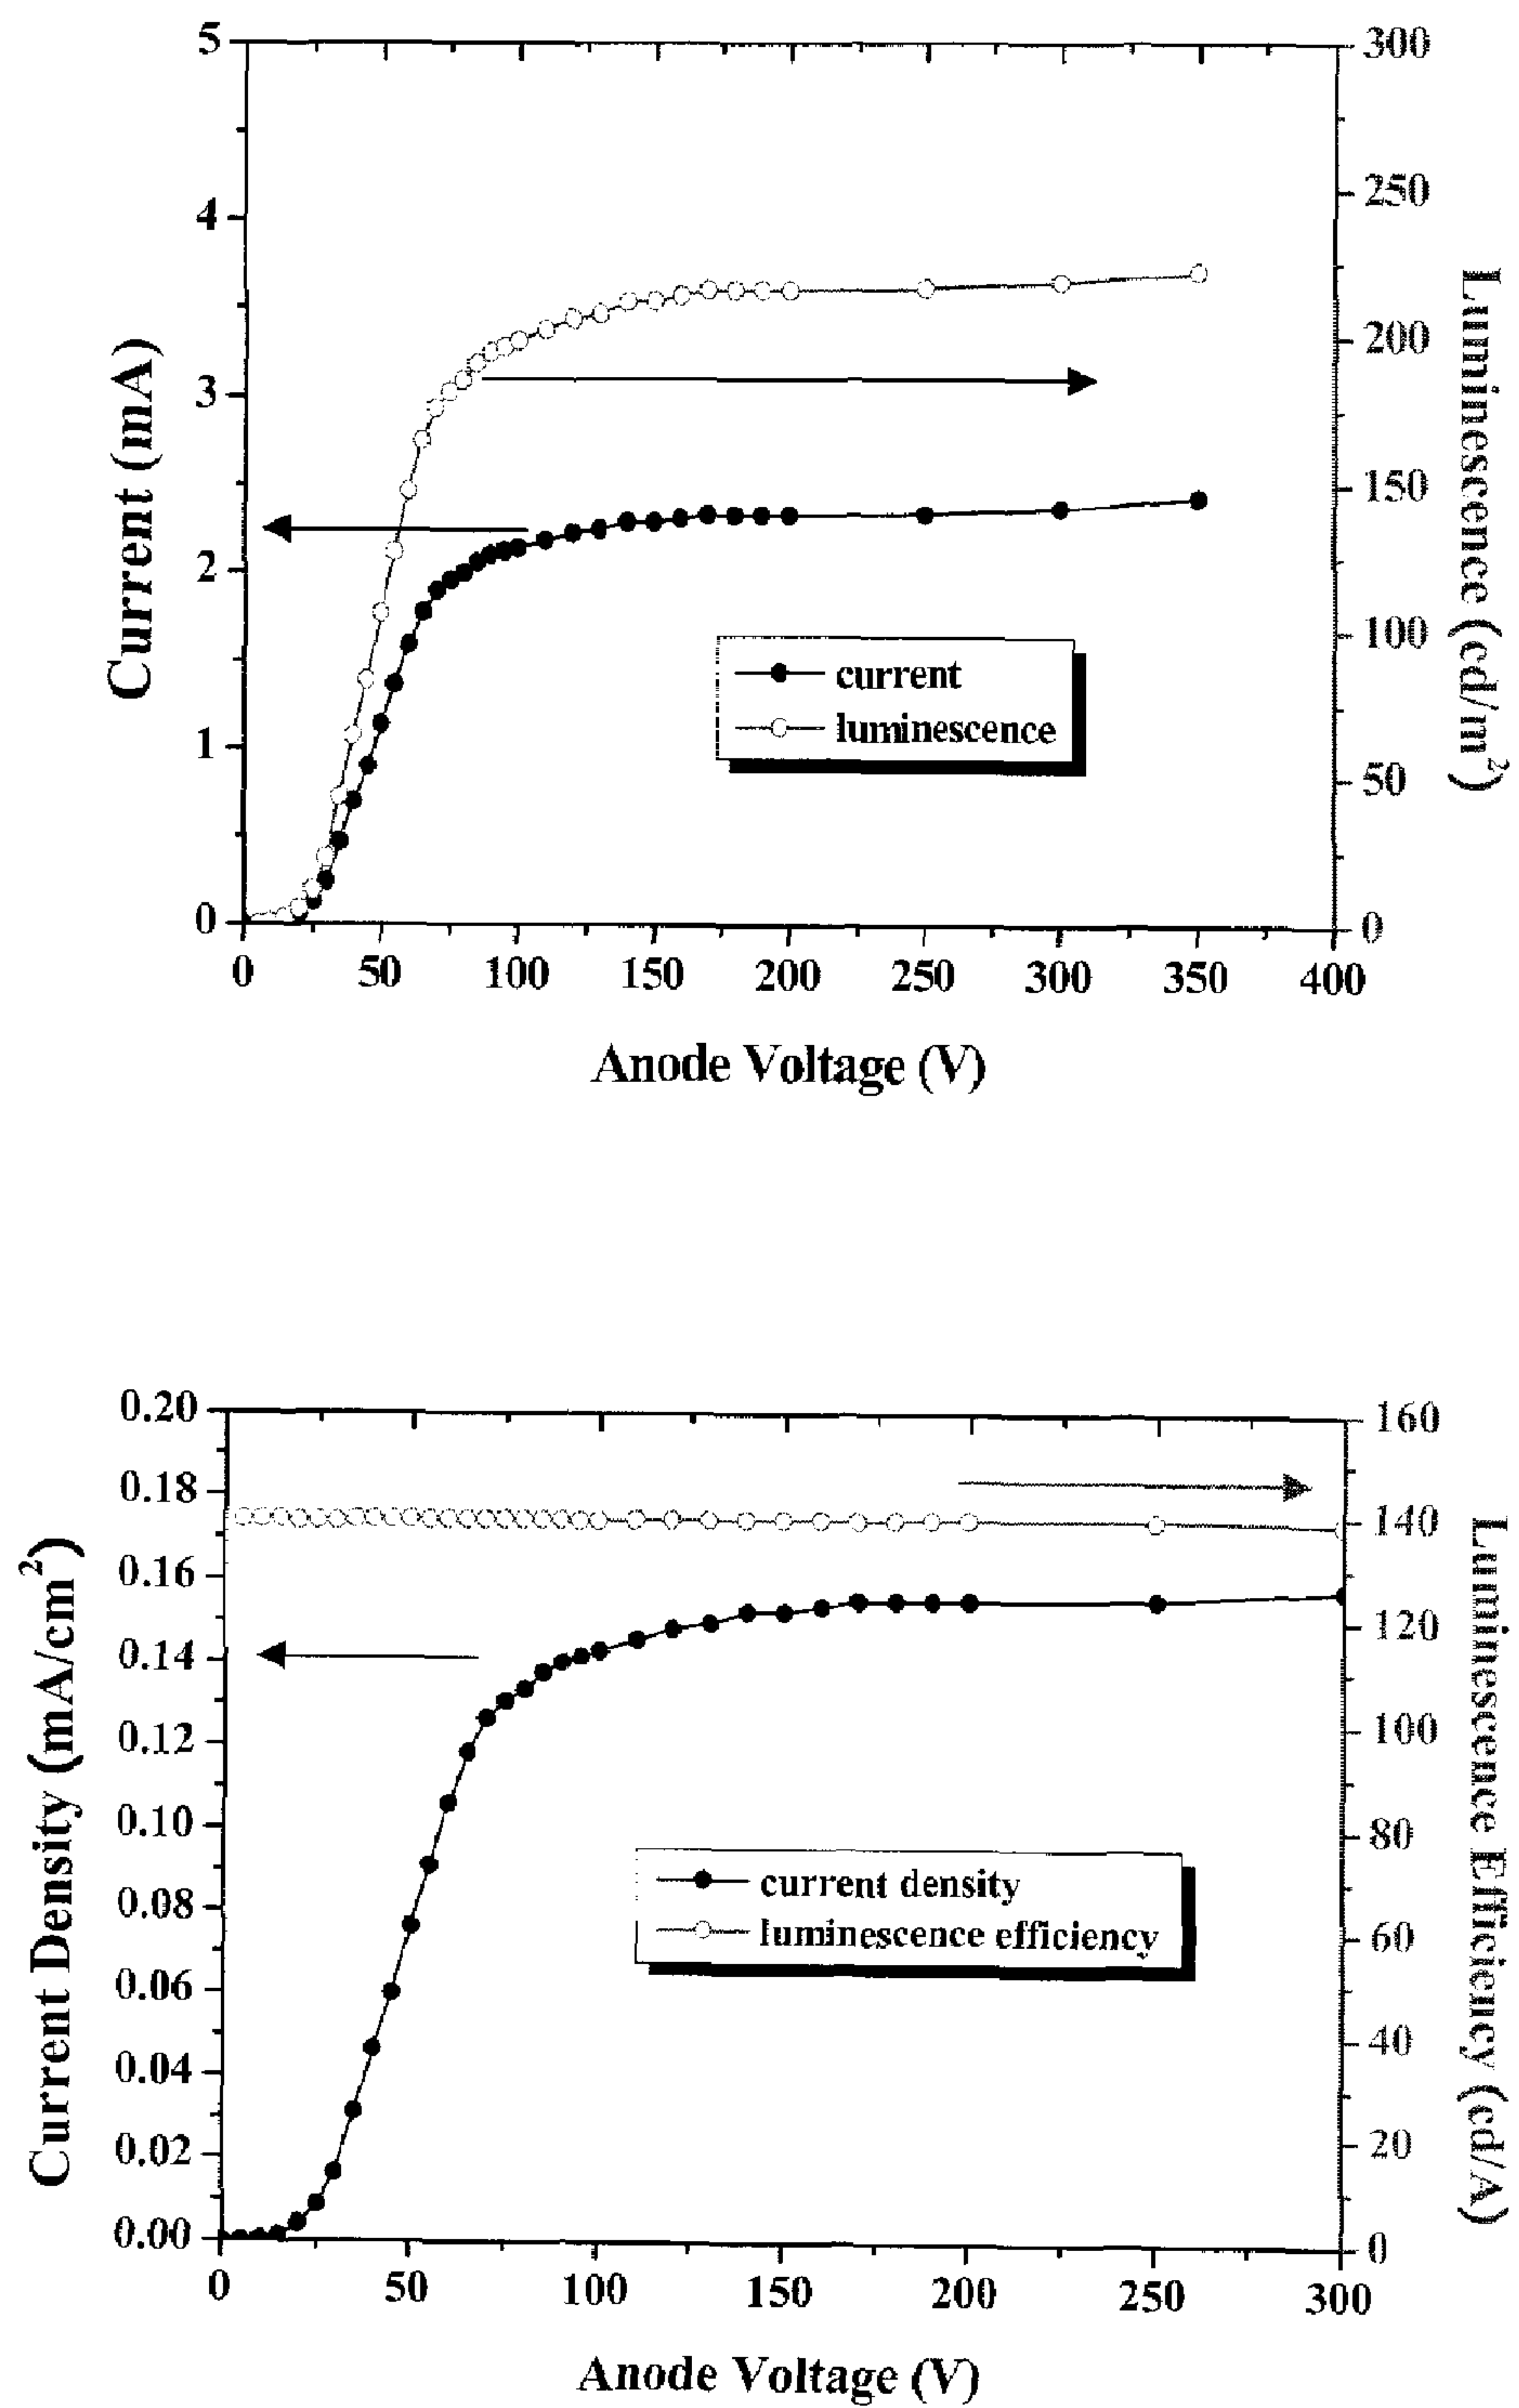 5
4
3
2
1
0
Current (mA)
300
250
200
150
100
50
0
Luminescence (cd/m²)
current
luminescence
0 50 100 150 200 250 300 350 400
Anode Voltage (V)
0.20
0.18
0.16
0.14
0.12
0.10
0.08
0.06
0.04
0.02
0.00
Current Density (mA/cm²)
160
140
120
100
80
60
40
20
0
Luminescence Efficiency (cd/A)
current density
luminescence efficiency
0 50 100 150 200 250 300
Anode Voltage (V)